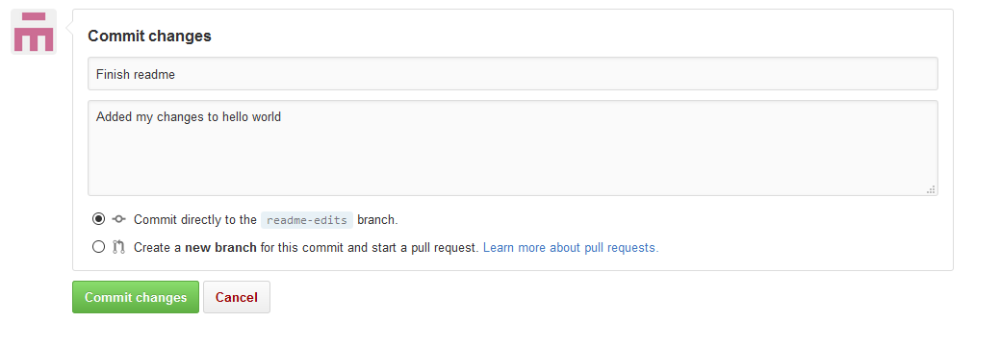 Commit changes
Finish readme
Added my changes to hello world
Commit directly to the readme-edits branch.
Create a new branch for this commit and start a pull request. Learn more about pull requests.
Commit changes Cancel